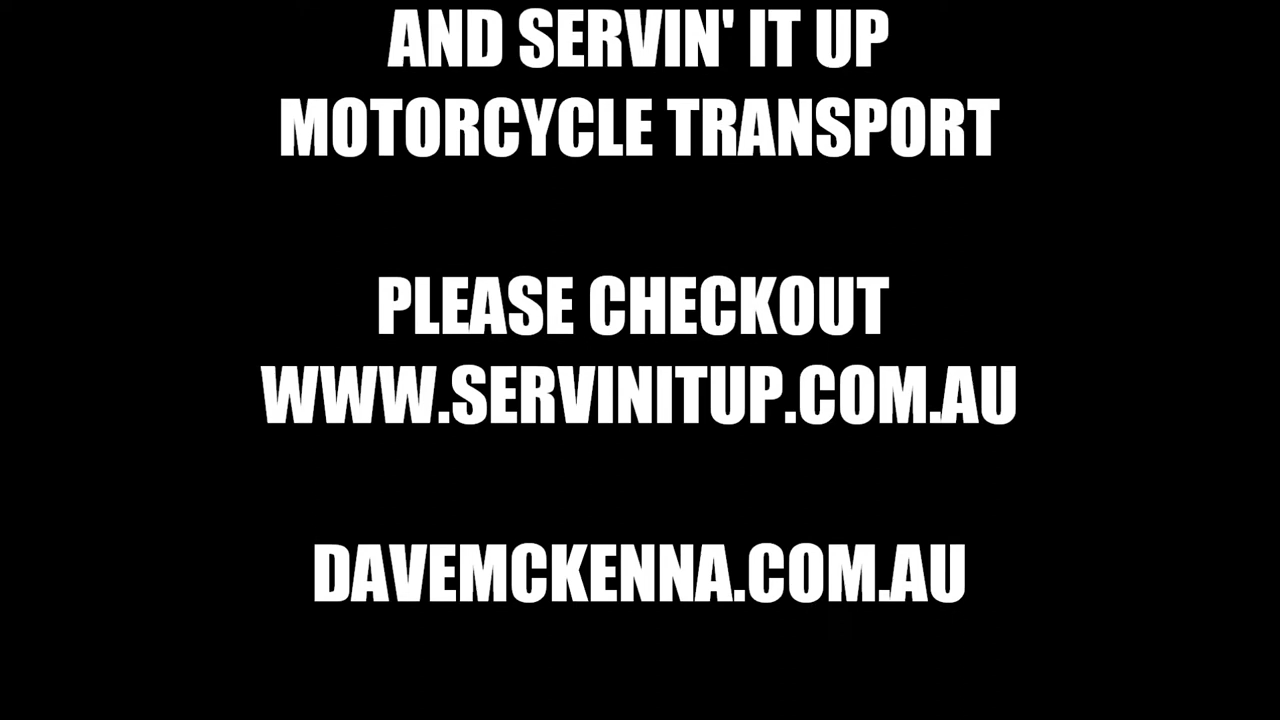 AND SERVIN' IT UP
MOTORCYCLE TRANSPORT
PLEASE CHECKOUT
WWW.SERVINITUP.COM.AU
DAVEMCKENNA.COM.AU